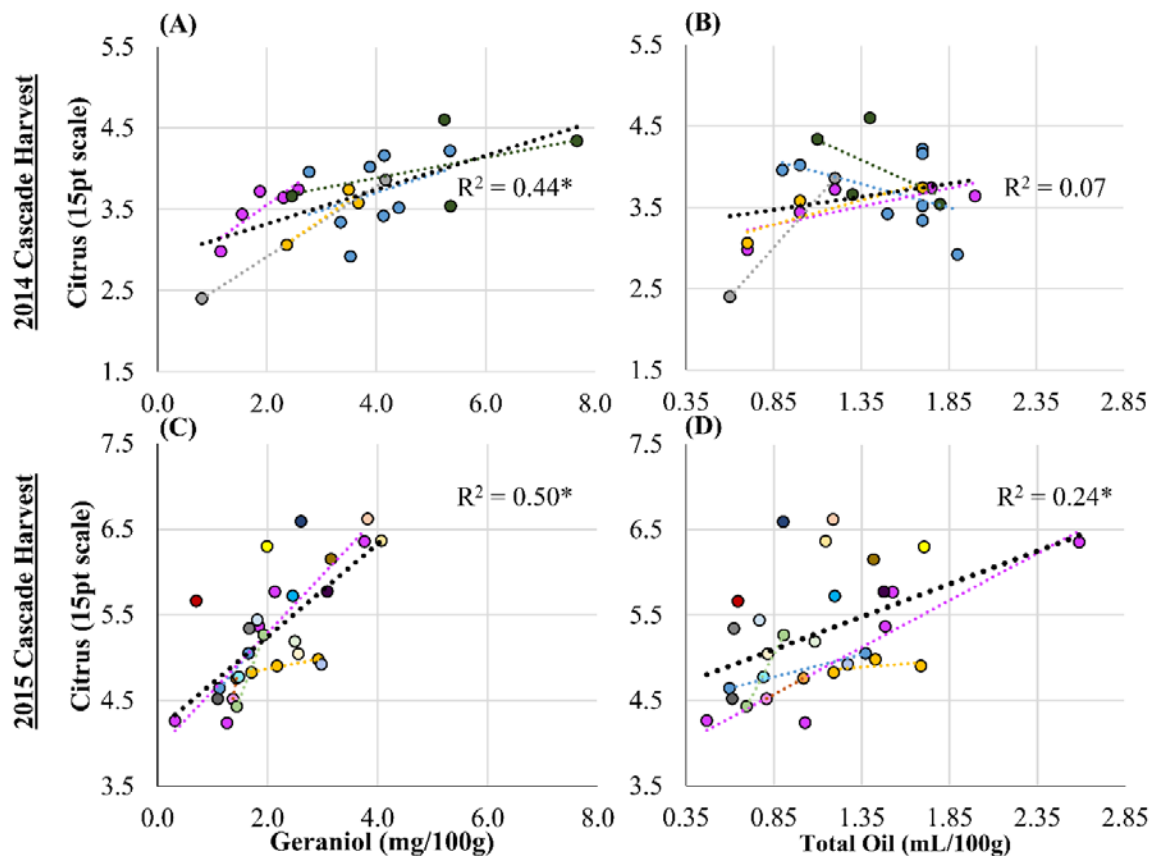 (A)
(B)
2014 Cascade Harvest
Citrus (15pt scale)
5.5
4.5
3.5
2.5
1.5
R² = 0.44*
0.0 2.0 4.0 6.0 8.0
5.5
4.5
3.5
2.5
1.5
R² = 0.07
0.35 0.85 1.35 1.85 2.35 2.85
(C)
(D)
2015 Cascade Harvest
Citrus (15pt scale)
7.5
6.5
5.5
4.5
3.5
R² = 0.50*
0.0 2.0 4.0 6.0 8.0
Geraniol (mg/100g)
7.5
6.5
5.5
4.5
3.5
R² = 0.24*
0.35 0.85 1.35 1.85 2.35 2.85
Total Oil (mL/100g)